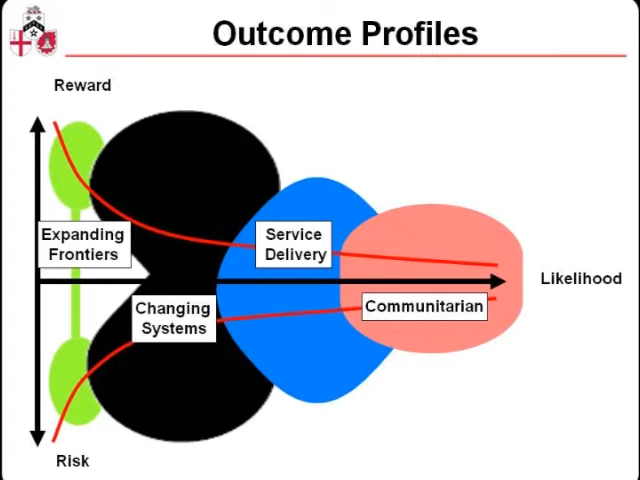 Outcome Profiles
Reward
Expanding
Frontiers
Service
Delivery
Likelihood
Changing
Systems
Communitarian
Risk